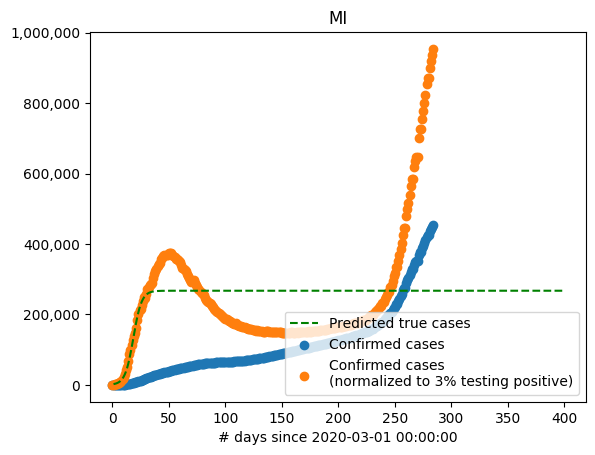 MI
1,000,000
800,000
600,000
400,000
200,000
0
Predicted true cases
Confirmed cases
Confirmed cases
(normalized to 3% testing positive)
0 50 100 150 200 250 300 350 400
# days since 2020-03-01 00:00:00